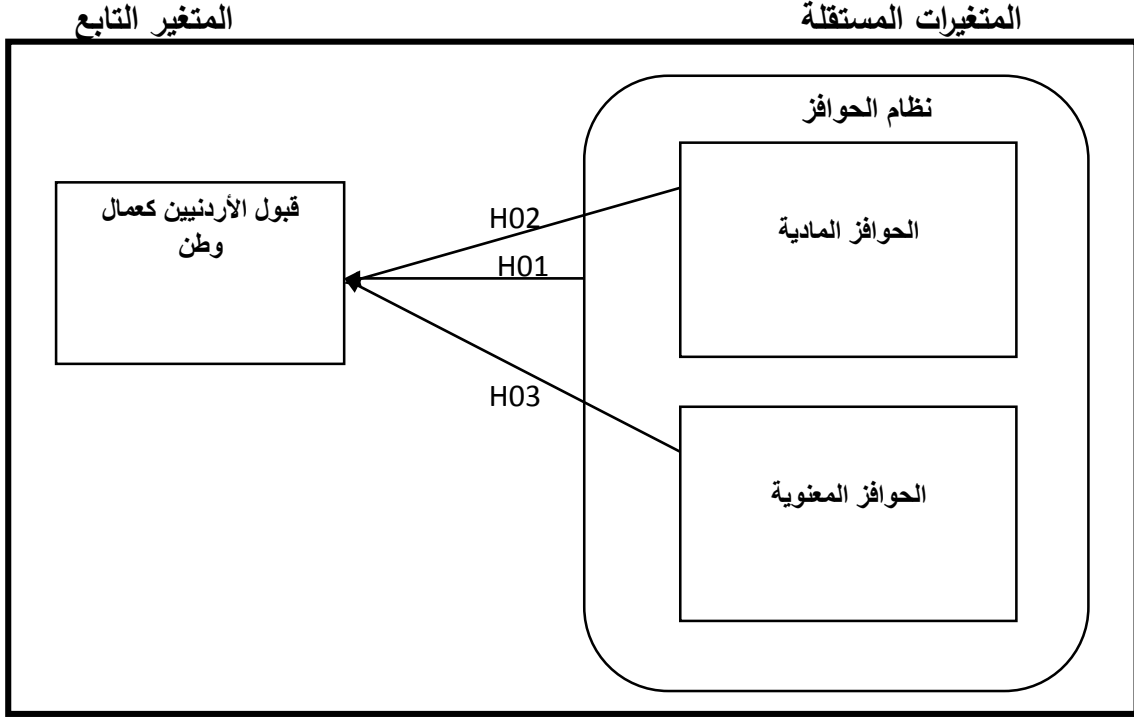 المتغيرات المستقلة
المتغير التابع
نظام الحوافز
الحوافز المادية
قبول الأردنيين كعمال
وطن
H02
H01
H03
الحوافز المعنوية